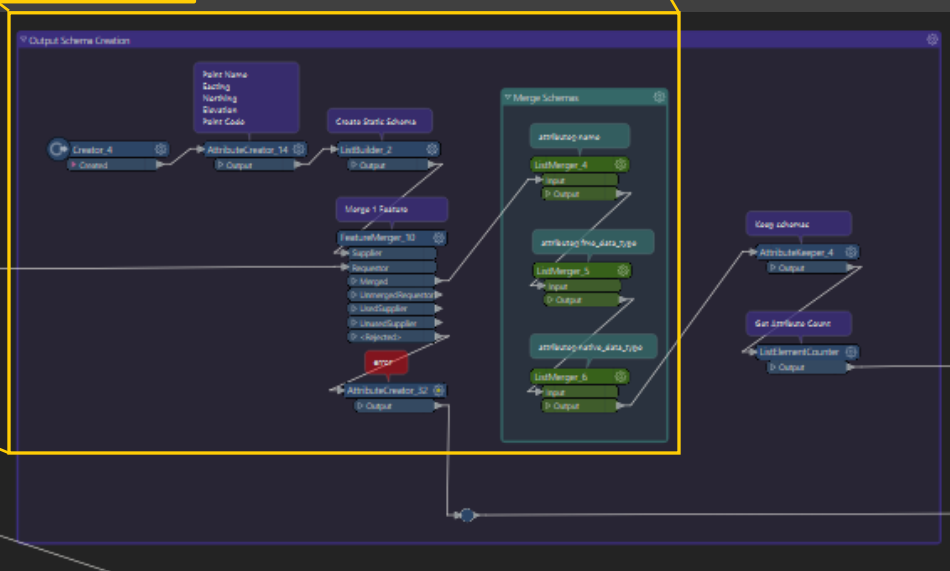 Output Schema Creation
Point Name
Easting
Northing
Elevation
Point Code
Create Static Schema
Creator_4
Created
AttributeCreator_14
Output
ListBuilder_2
Output
Merge 1 Feature
FeatureMerger_10
Supplier
Requestor
Merged
UnmergedRequestor
UsedSupplier
UnusedSupplier
<Rejected>
error
AttributeCreator_32
Output
Merge Schemas
attribute{}.name
ListMerger_4
Input
Output
attribute{}.fme_data_type
ListMerger_5
Input
Output
attribute{}.native_data_type
ListMerger_6
Input
Output
Keep schemas
AttributeKeeper_4
Output
Get Attribute Count
ListElementCounter
Output